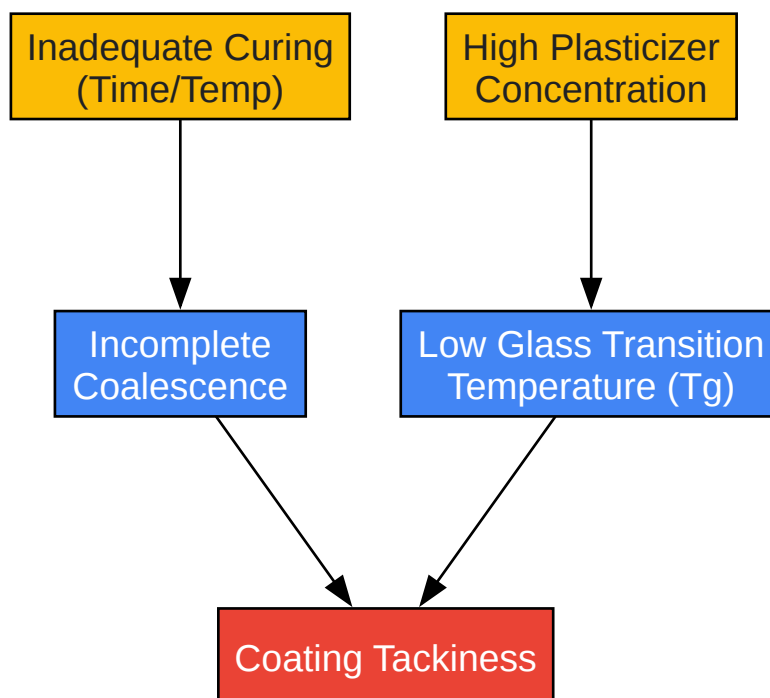 Inadequate Curing
(Time/Temp)
High Plasticizer
Concentration
Incomplete
Coalescence
Low Glass Transition
Temperature (Tg)
Coating Tackiness